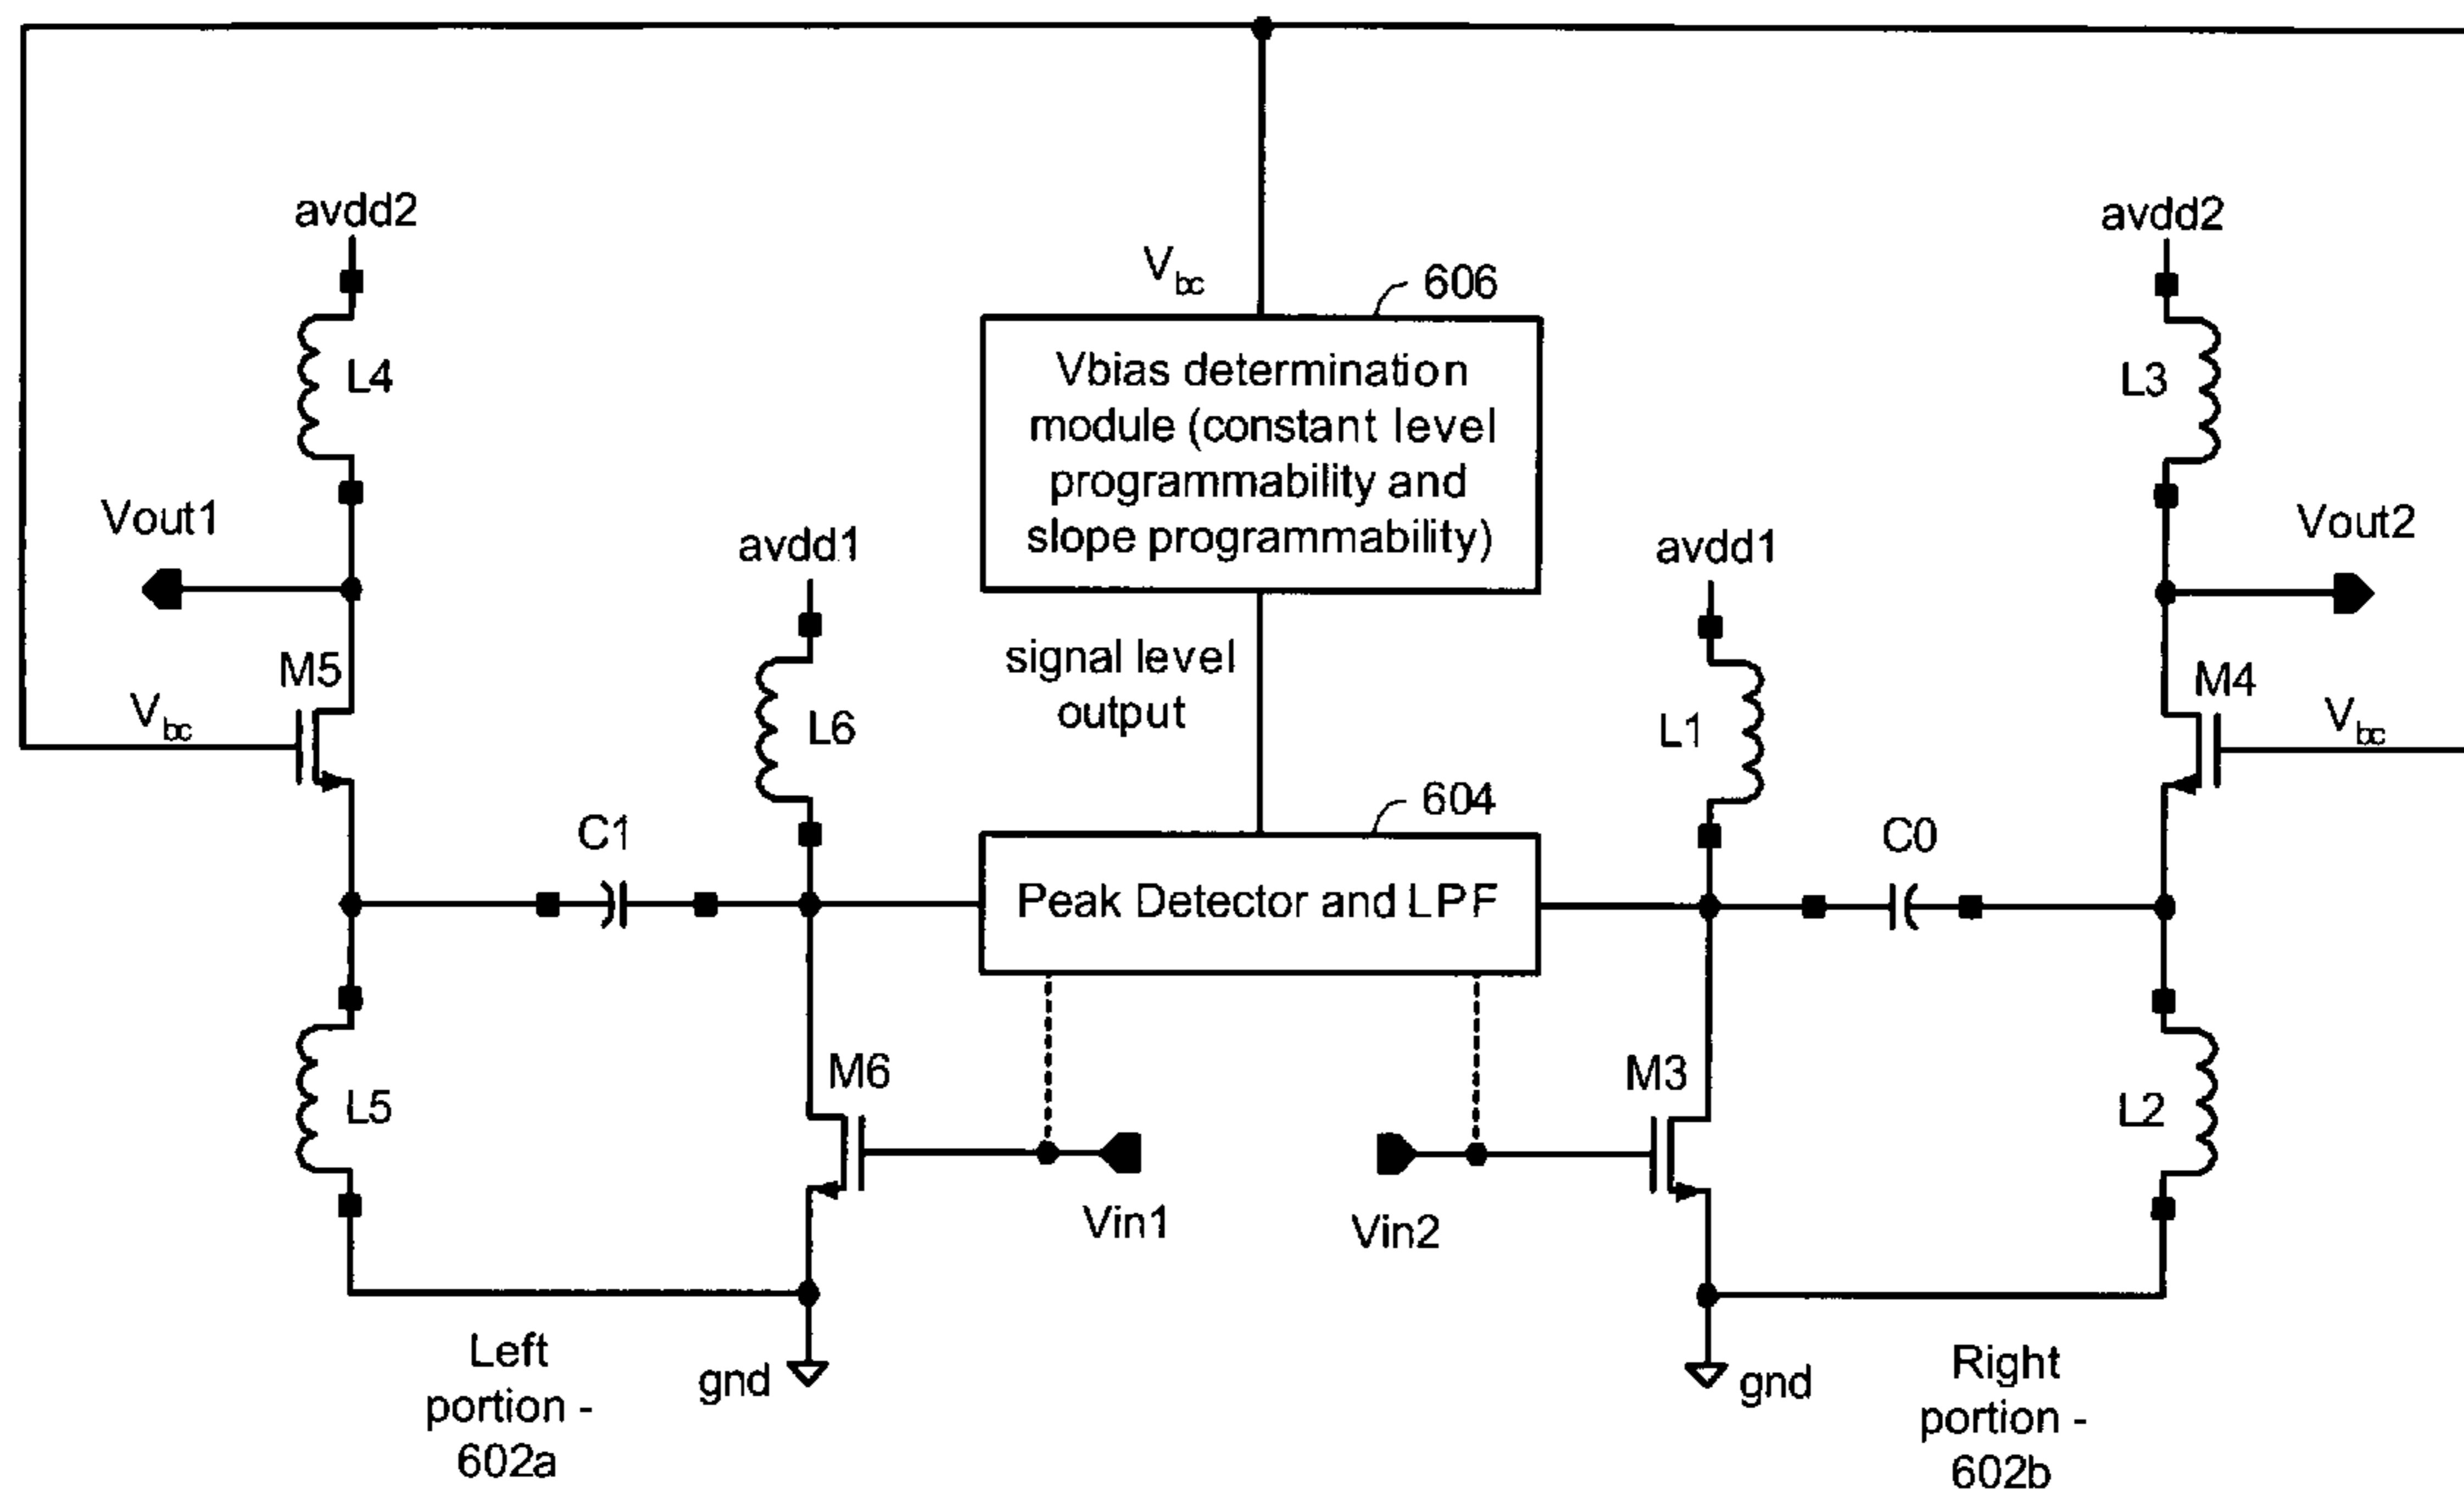 avdd2
avdd2
Vbc
606
Vbias determination
module (constant level
programmability and
slope programmability)
L4
L3
Vout1
Vout2
avdd1
avdd1
signal level
output
M5
M4
Vbc
Vbc
L6
L1
604
C1
C0
Peak Detector and LPF
M6
M3
L5
L2
Vin1
Vin2
gnd
gnd
Left
portion -
602a
Right
portion -
602b